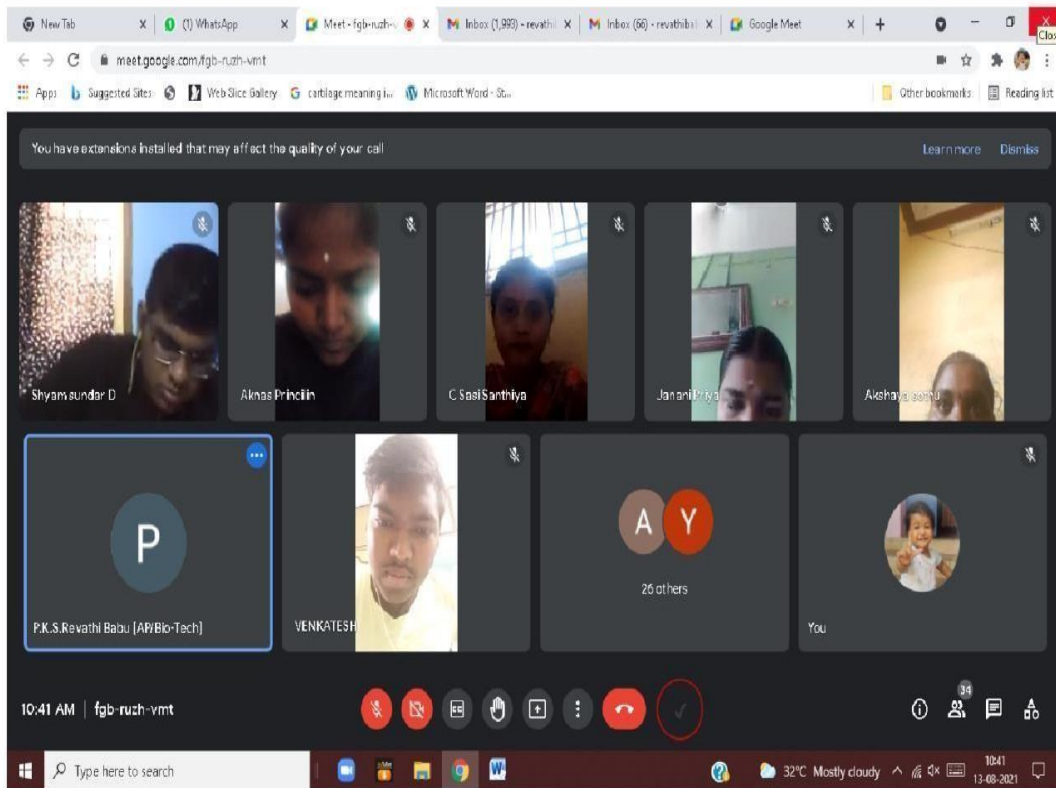 New Tab
(1) WhatsApp
Meet - fgb-ruzh-v
Inbox (1,993) - revathi
Inbox (66) - revathibal
Google Meet
Clos
meet.google.com/fgb-ruzh-vmt
Apps
Suggested Sites
Web Slice Gallery
cartilage meaning i...
Microsoft Word - St...
Other bookmarks
Reading list
You have extensions installed that may affect the quality of your call
Learn more
Dismiss
Shyam sundar D
Aknas Princilin
C Sasi Santhiya
Janani Priya
Akshaya
P
P.K.S.Revathi Babu [AP/Bio-Tech]
VENKATESH
A
Y
26 others
You
10:41 AM | fgb-ruzh-vmt
34
Type here to search
32°C Mostly cloudy
10:41
13-08-2021